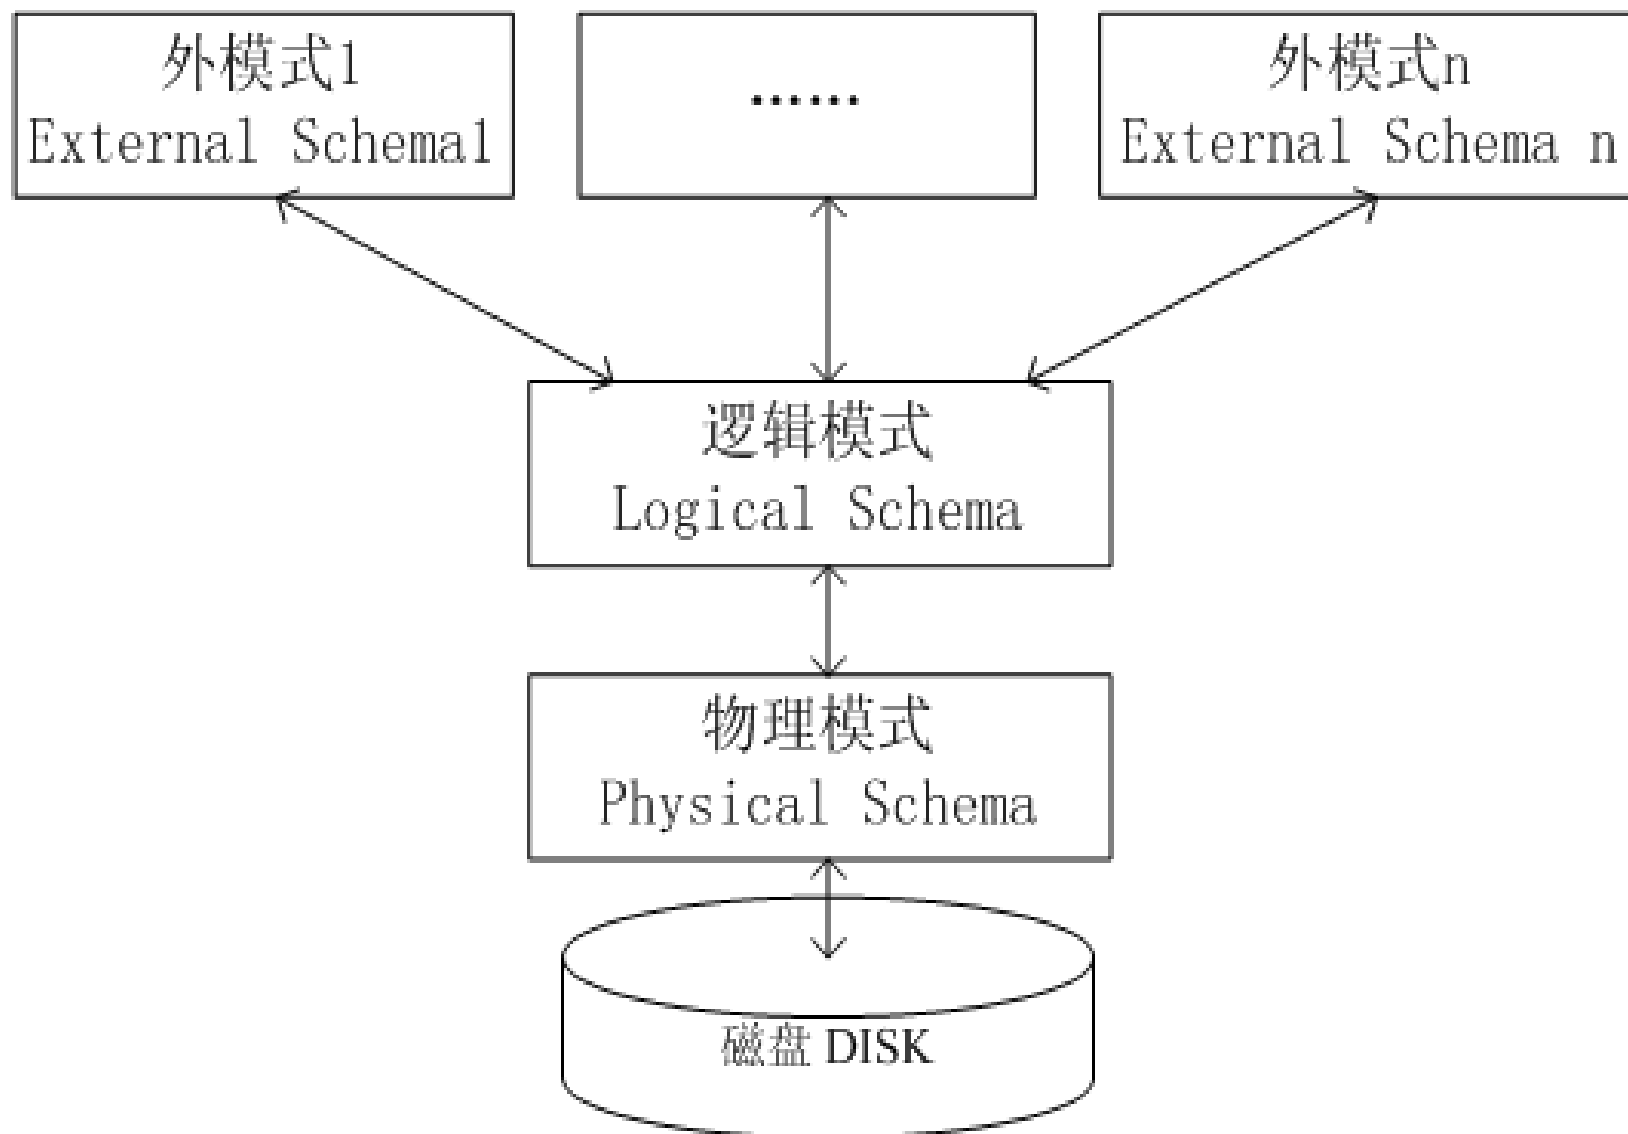 外模式1
External Schema1
......
外模式n
External Schema n
逻辑模式
Logical Schema
物理模式
Physical Schema
磁盘 DISK